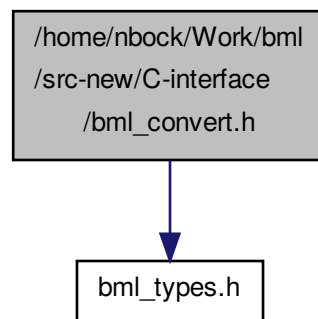 /home/nbock/Work/bml
/src-new/C-interface
/bml_convert.h
bml_types.h